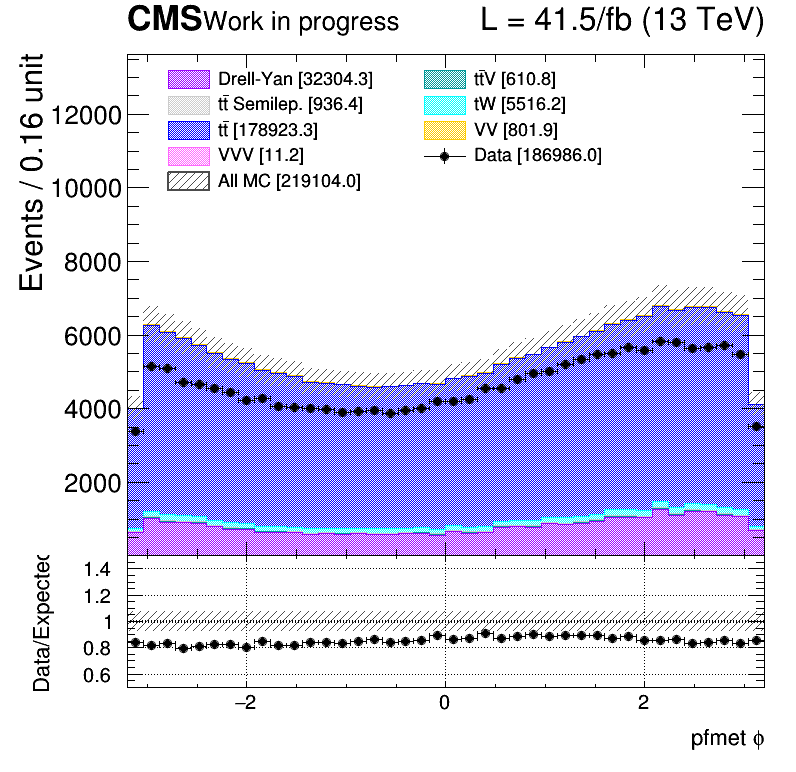 CMS Work in progress L = 41.5/fb (13 TeV)
Events / 0.16 unit
Drell-Yan [32304.3]
tt̄ Semilep. [936.4]
tt̄ [178923.3]
VVV [11.2]
All MC [219104.0]
tt̄V [610.8]
tW [5516.2]
VV [801.9]
Data [186986.0]
12000
10000
8000
6000
4000
2000
Data/Expected
1.4
1.2
1
0.8
0.6
−2 0 2
pfmet ϕ